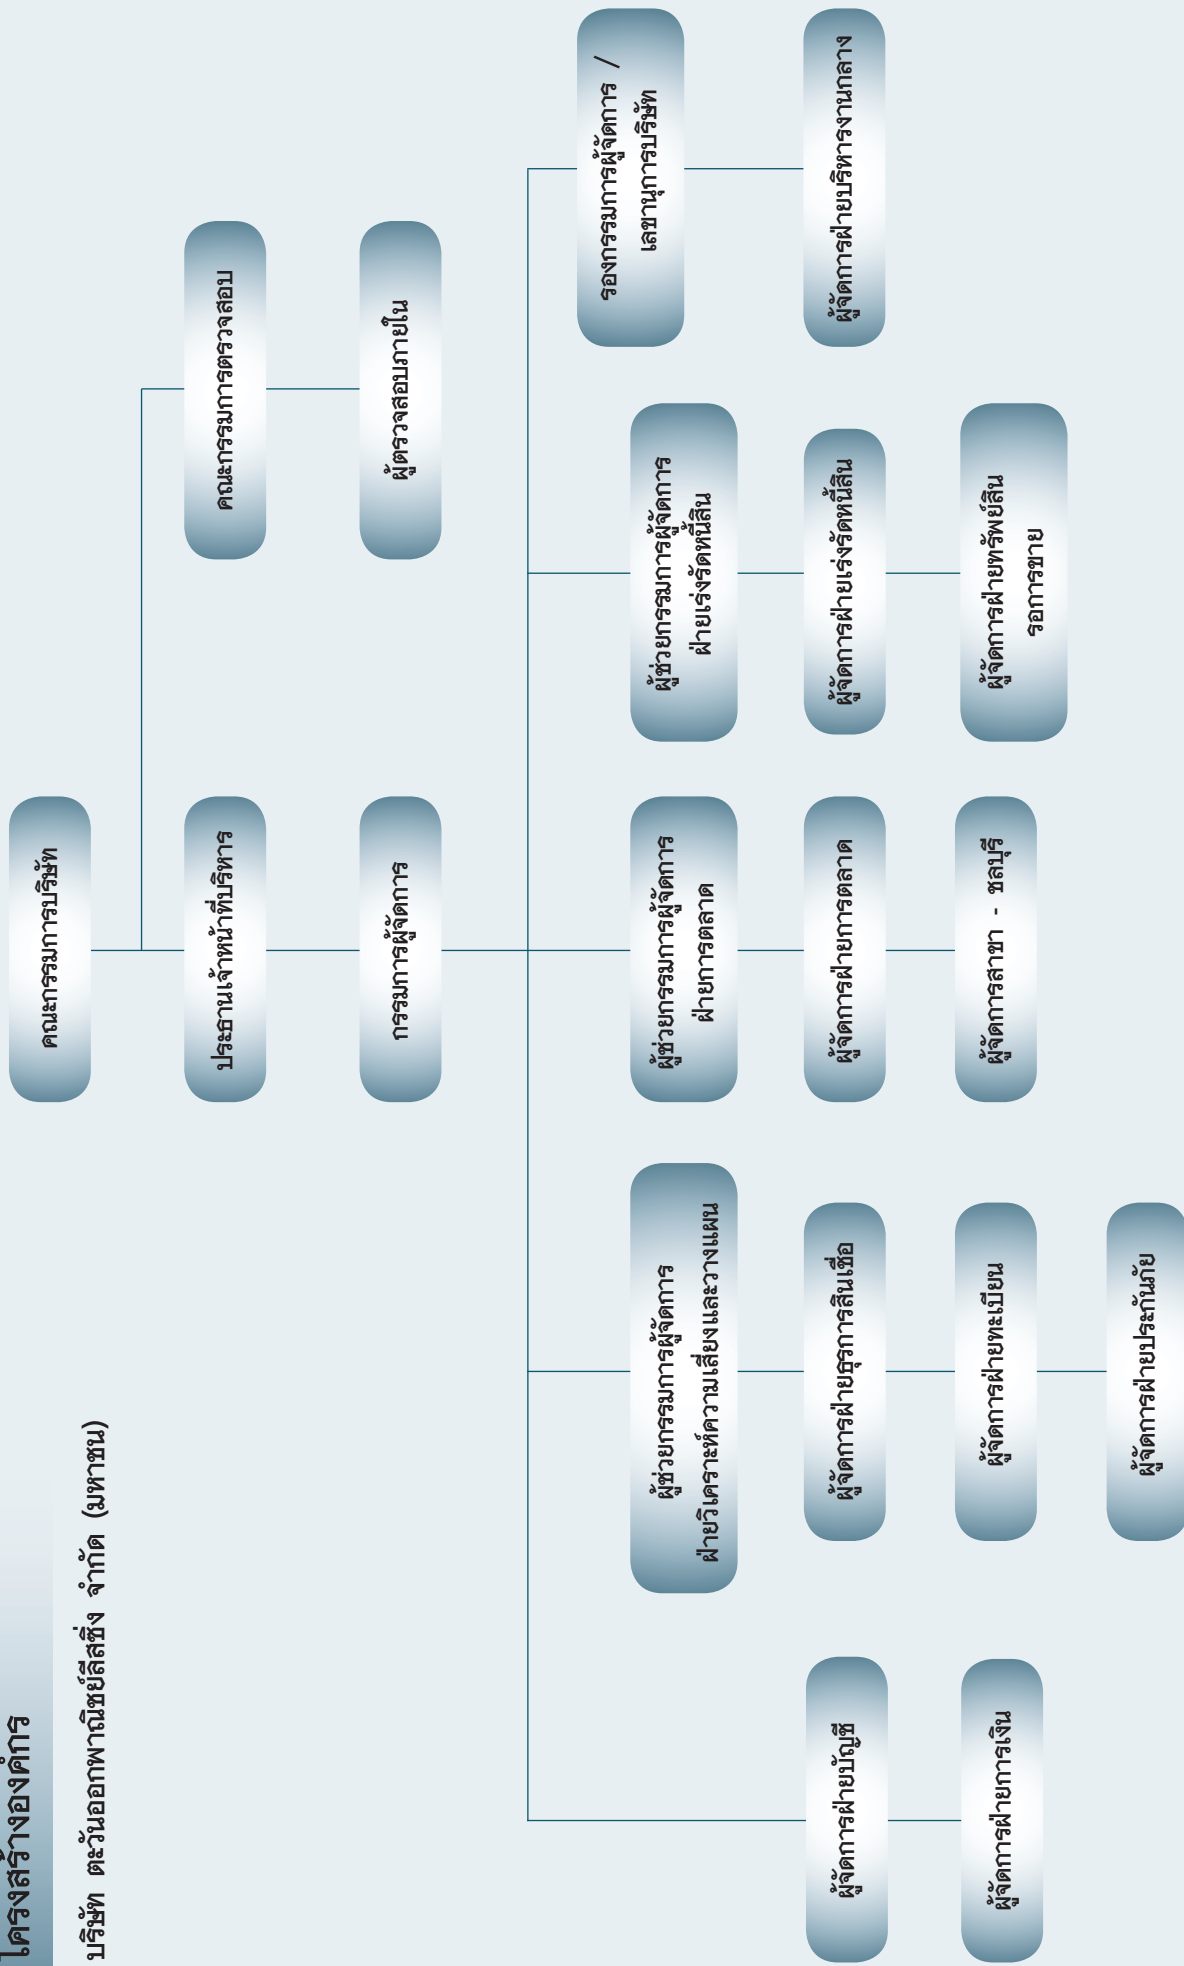 โครงสร้างองค์กร
บริษัท ตะวันออกพาณิชย์ลีสซิ่ง จำกัด (มหาชน)
คณะกรรมการบริษัท
ประธานเจ้าหน้าที่บริหาร
คณะกรรมการตรวจสอบ
กรรมการผู้จัดการ
ผู้ตรวจสอบภายใน
ผู้ช่วยกรรมการผู้จัดการ
ฝ่ายวิเคราะห์ความเสี่ยงและวางแผน
ผู้ช่วยกรรมการผู้จัดการ
ฝ่ายการตลาด
ผู้ช่วยกรรมการผู้จัดการ
ฝ่ายเร่งรัดหนี้สิน
รองกรรมการผู้จัดการ /
เลขานุการบริษัท
ผู้จัดการฝ่ายบัญชี
ผู้จัดการฝ่ายธุรการสินเชื่อ
ผู้จัดการฝ่ายการตลาด
ผู้จัดการฝ่ายเร่งรัดหนี้สิน
ผู้จัดการฝ่ายบริหารงานกลาง
ผู้จัดการฝ่ายการเงิน
ผู้จัดการฝ่ายทะเบียน
ผู้จัดการสาขา - ชลบุรี
ผู้จัดการฝ่ายทรัพย์สิน
รอการขาย
ผู้จัดการฝ่ายประกันภัย